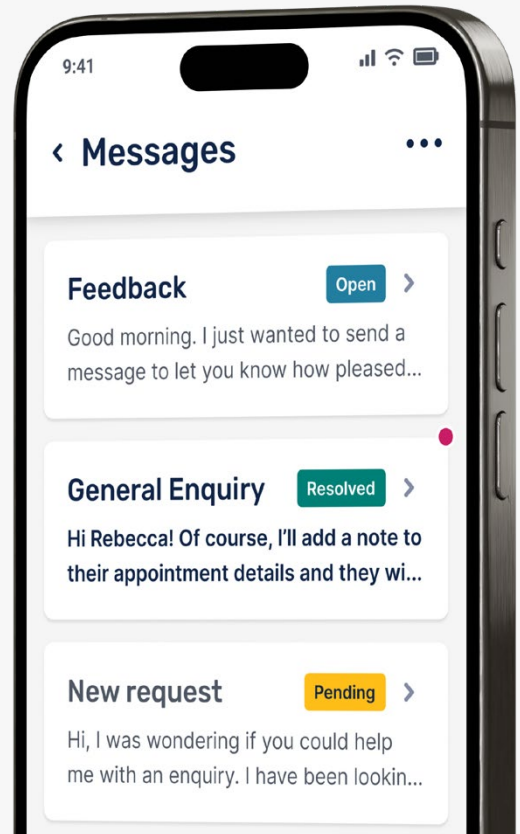 9:41
Messages
Feedback
Open
Good morning. I just wanted to send a
message to let you know how pleased...
General Enquiry
Resolved
Hi Rebecca! Of course, I'll add a note to
their appointment details and they wi...
New request
Pending
Hi, I was wondering if you could help
me with an enquiry. I have been lookin...